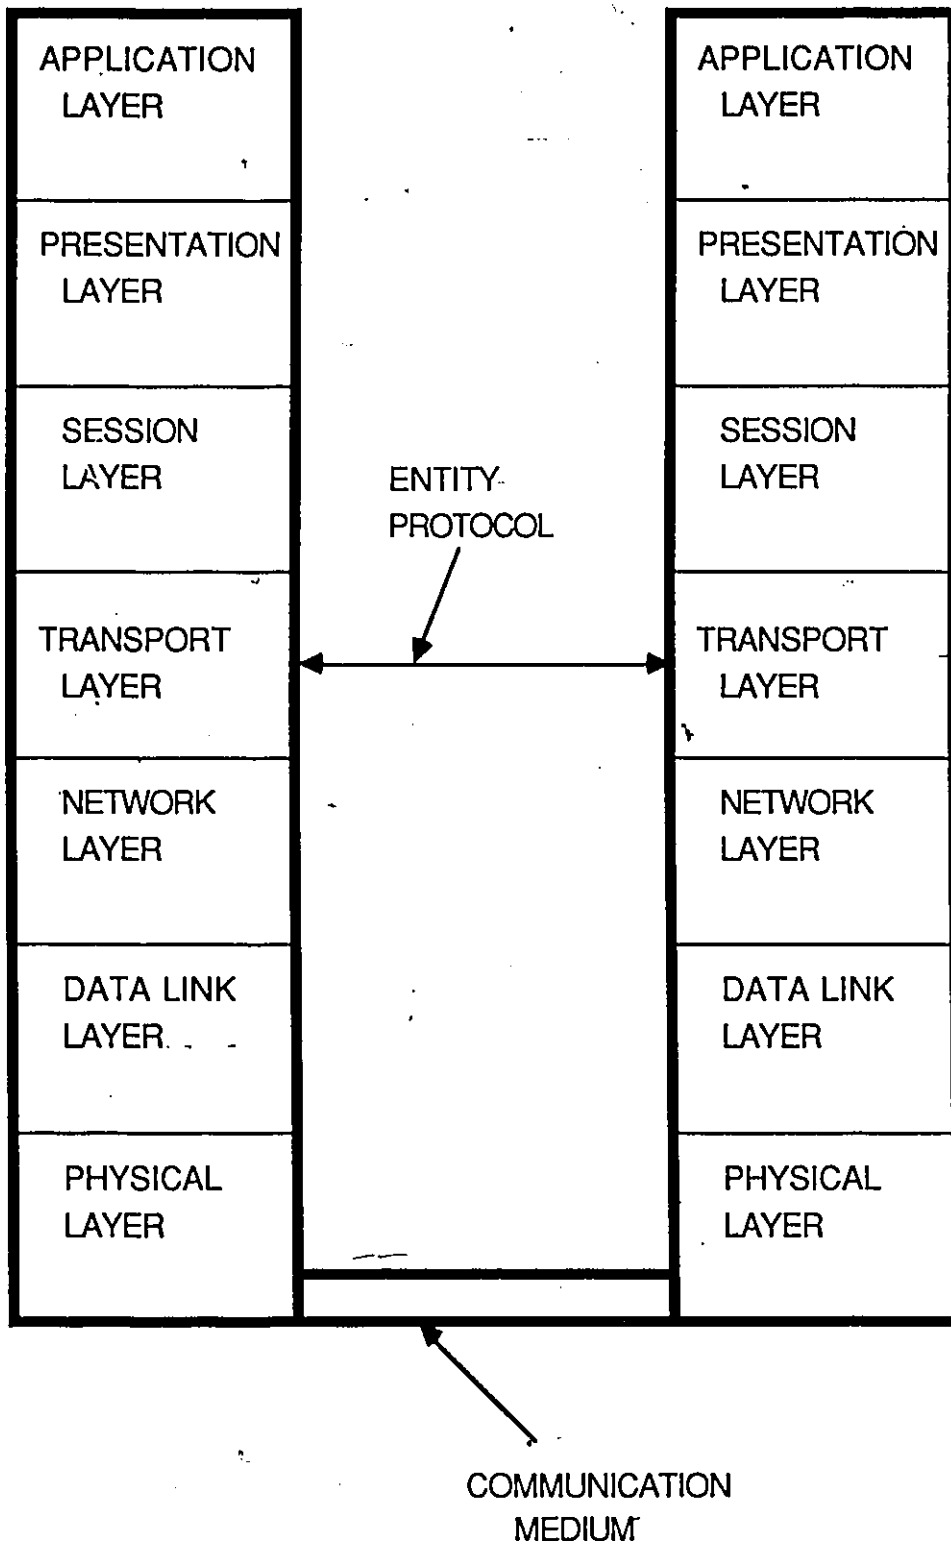 APPLICATION
LAYER
PRESENTATION
LAYER
SESSION
LAYER
TRANSPORT
LAYER
NETWORK
LAYER
DATA LINK
LAYER
PHYSICAL
LAYER
ENTITY
PROTOCOL
APPLICATION
LAYER
PRESENTATION
LAYER
SESSION
LAYER
TRANSPORT
LAYER
NETWORK
LAYER
DATA LINK
LAYER
PHYSICAL
LAYER
COMMUNICATION
MEDIUM